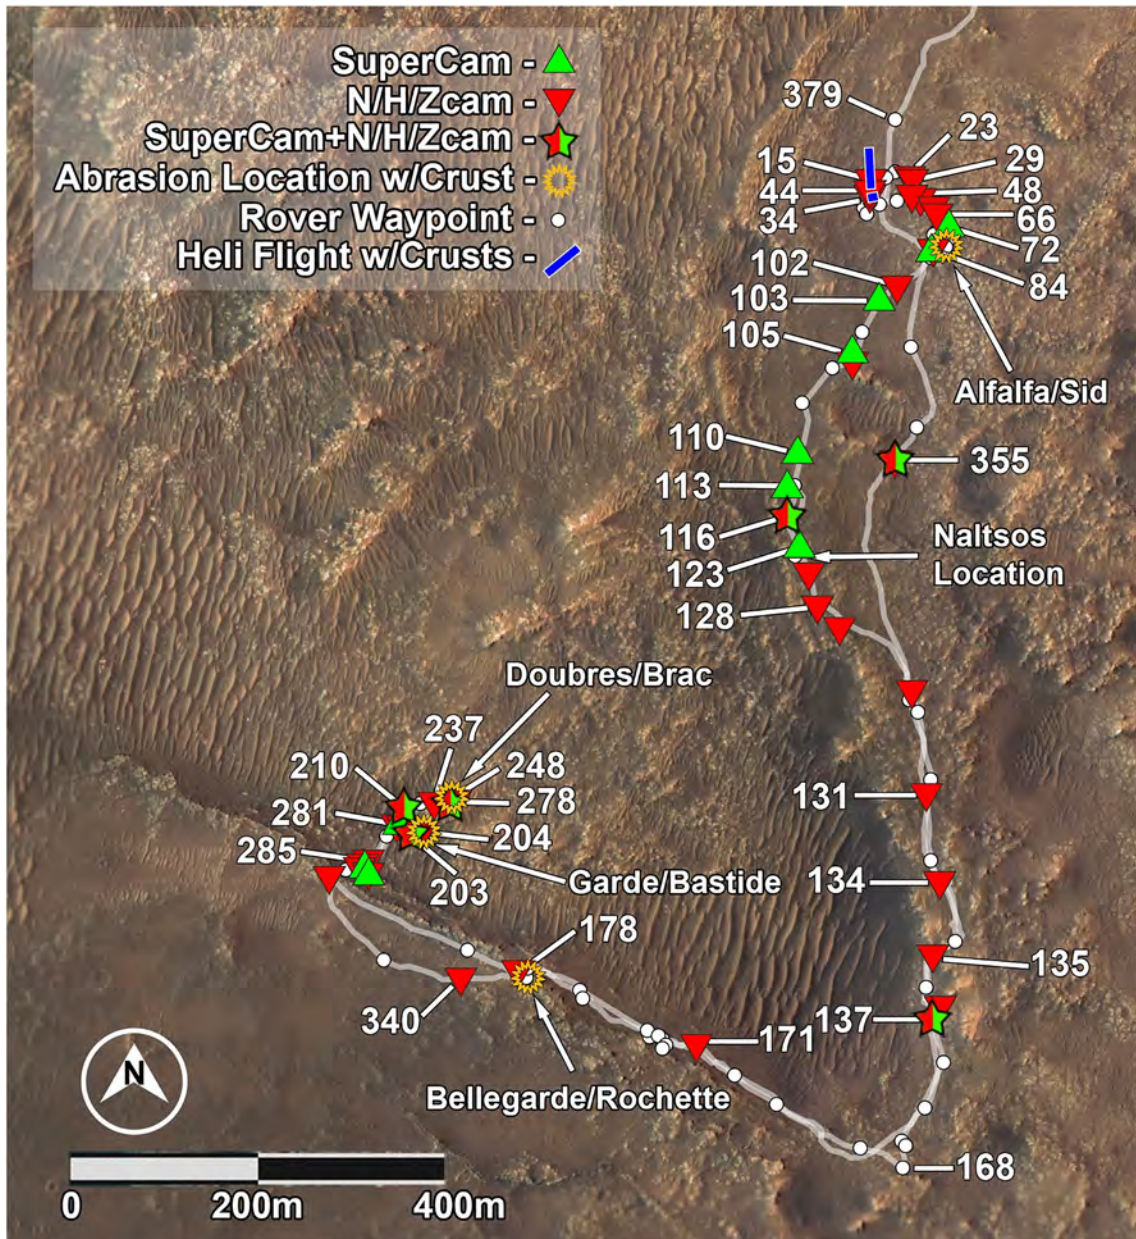 SuperCam -
N/H/Zcam -
SuperCam+N/H/Zcam -
Abrasion Location w/Crust -
Rover Waypoint -
Heli Flight w/Crusts -
379
23
15
29
44
48
34
66
72
102
84
103
105
Alfalfa/Sid
110
355
113
116
Naltsos
Location
123
128
Doubres/Brac
237
210
248
278
131
281
204
285
203
Garde/Bastide
134
178
135
340
137
171
Bellegarde/Rochette
N
168
0
200m
400m